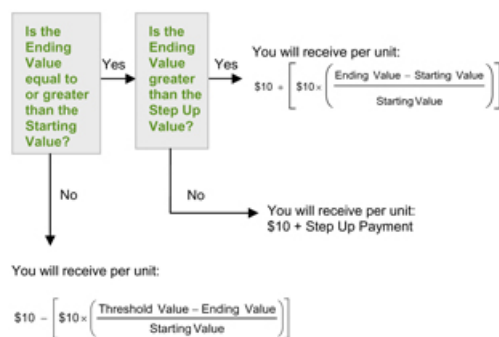 Is the
Ending
Value
equal to
or greater
than the
Starting
Value?
Yes
Is the
Ending
Value
greater
than the
Step Up
Value?
Yes
You will receive per unit:
$10 + [ $10 × ( Ending Value – Starting Value
Starting Value ) ]
No
No
You will receive per unit:
$10 + Step Up Payment
You will receive per unit:
$10 – [ $10 × ( Threshold Value – Ending Value
Starting Value ) ]